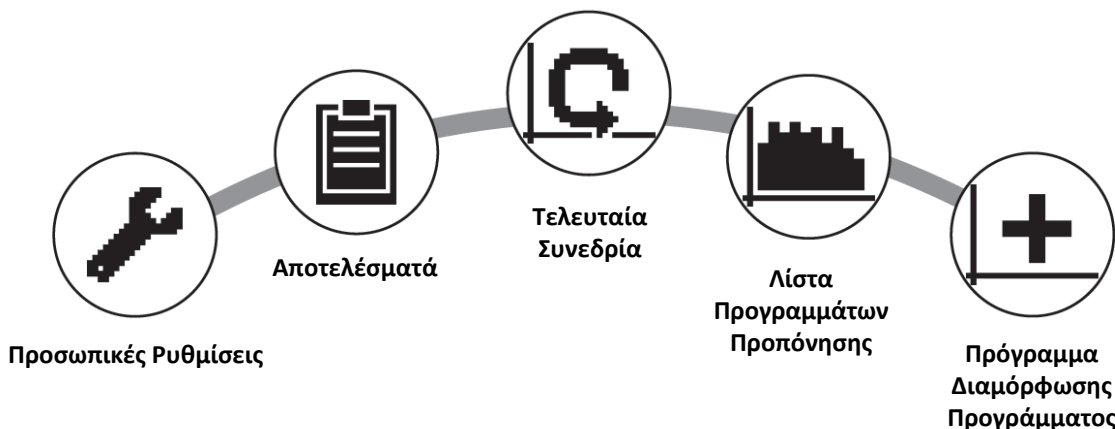 Προσωπικές Ρυθμίσεις
Αποτελέσματά
Τελευταία
Συνεδρία
Λίστα
Προγραμμάτων
Προπόνησης
Πρόγραμμα
Διαμόρφωσης
Προγράμματος